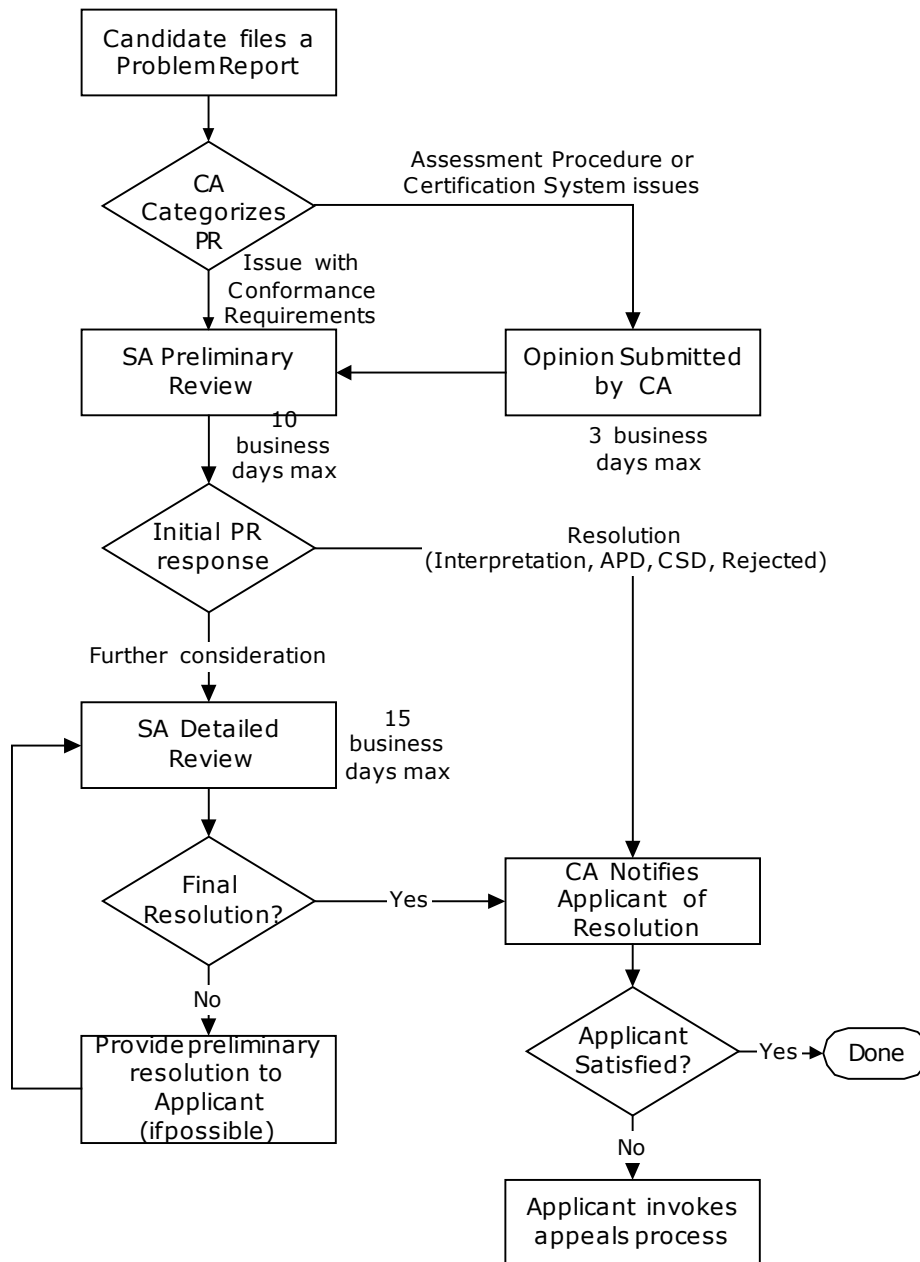 Candidate files a
Problem Report
CA
Categorizes
PR
Assessment Procedure or
Certification System issues
Issue with
Conformance
Requirements
SA Preliminary
Review
Opinion Submitted
by CA
10
business
days max
3 business
days max
Initial PR
response
Resolution
(Interpretation, APD, CSD, Rejected)
Further consideration
SA Detailed
Review
15
business
days max
Final
Resolution?
Yes
CA Notifies
Applicant of
Resolution
No
Provide preliminary
resolution to
Applicant
(if possible)
Applicant
Satisfied?
Yes
Done
No
Applicant invokes
appeals process